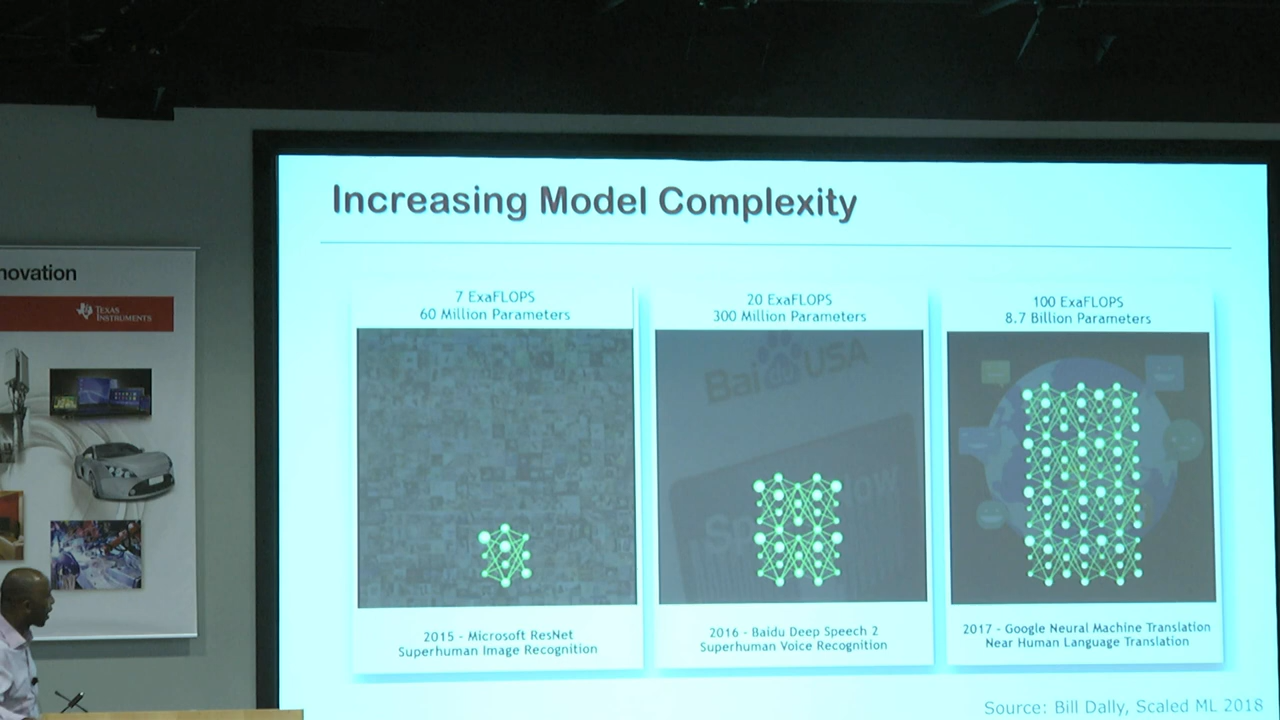 Increasing Model Complexity
novation
TEXAS
INSTRUMENTS
7 ExaFLOPS
60 Million Parameters
20 ExaFLOPS
300 Million Parameters
100 ExaFLOPS
8.7 Billion Parameters
Bai
USA
2015 - Microsoft ResNet
Superhuman Image Recognition
2016 - Baidu Deep Speech 2
Superhuman Voice Recognition
2017 - Google Neural Machine Translation
Near Human Language Translation
Source: Bill Dally, Scaled ML 2018